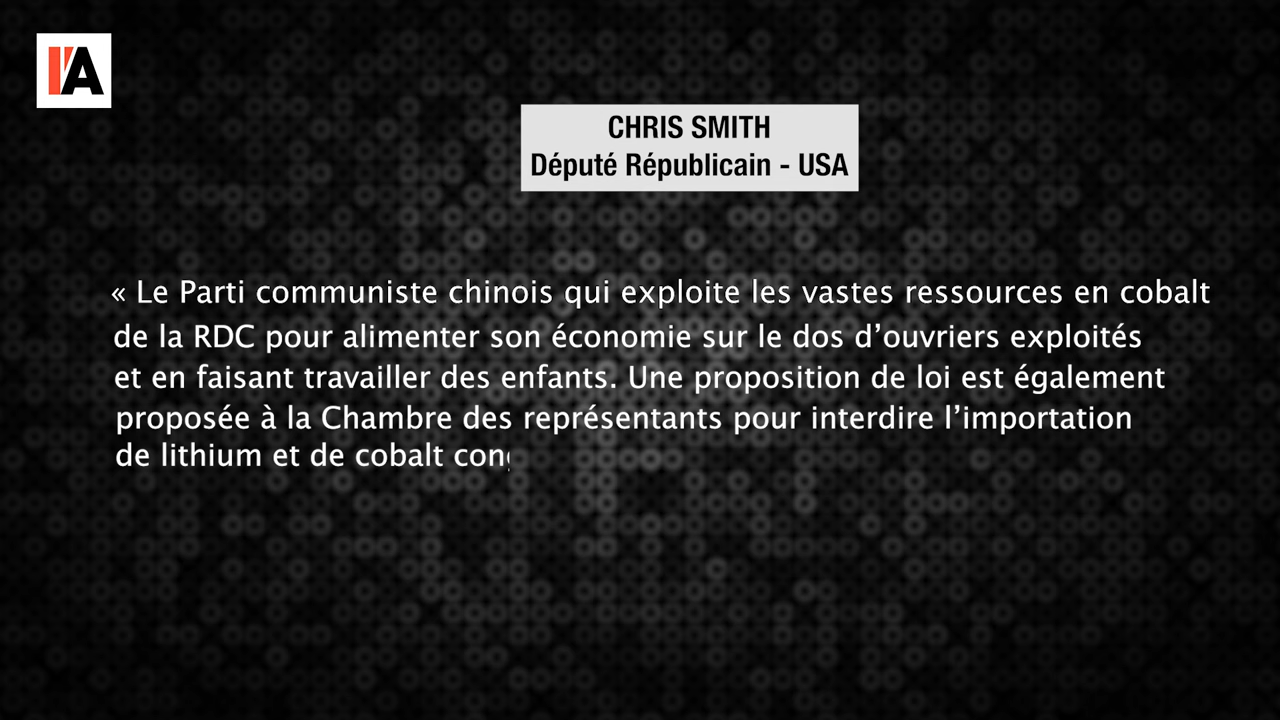 I'A
CHRIS SMITH
Député Républicain - USA
« Le Parti communiste chinois qui exploite les vastes ressources en cobalt
de la RDC pour alimenter son économie sur le dos d’ouvriers exploités
et en faisant travailler des enfants. Une proposition de loi est également
proposée à la Chambre des représentants pour interdire l’importation
de lithium et de cobalt